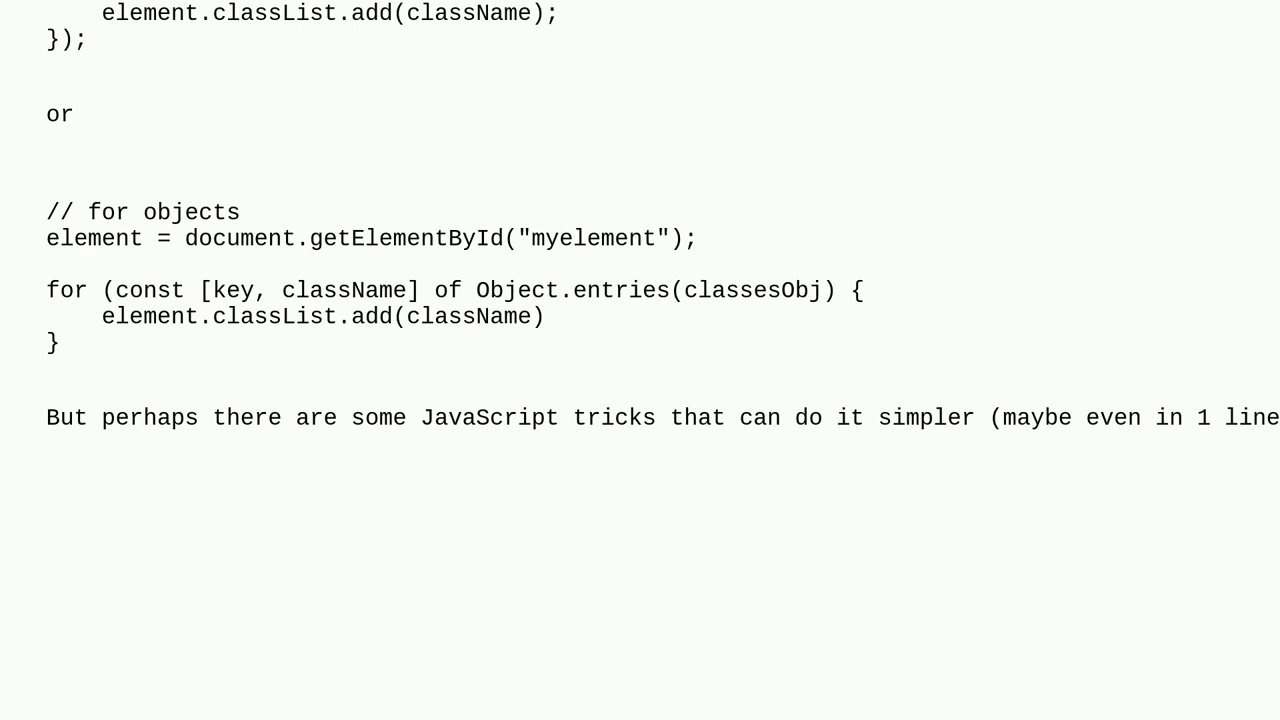 element.classList.add(className);
});
or
// for objects
element = document.getElementById("myelement");
for (const [key, className] of Object.entries(classesObj) {
    element.classList.add(className)
}
But perhaps there are some JavaScript tricks that can do it simpler (maybe even in 1 line